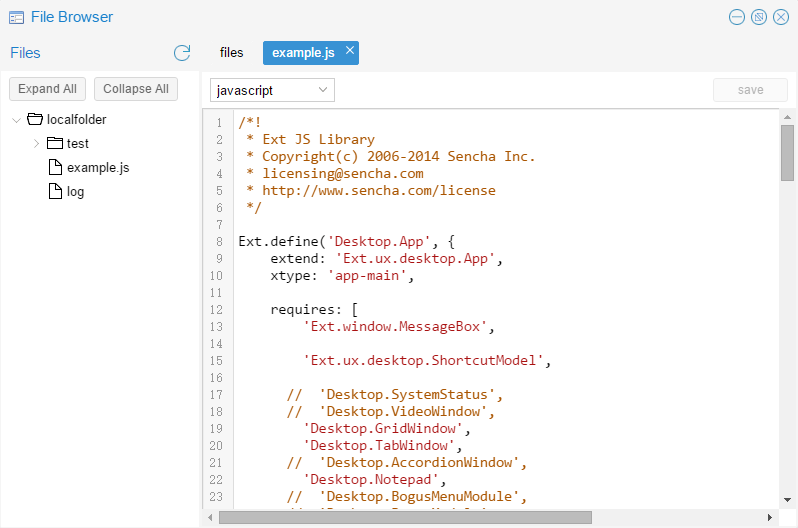 File Browser
Files
files
example.js
Expand All
Collapse All
javascript
save
localfolder
test
example.js
log
1 /*!
2  * Ext JS Library
3  * Copyright(c) 2006-2014 Sencha Inc.
4  * licensing@sencha.com
5  * http://www.sencha.com/license
6  */
7
8 Ext.define('Desktop.App', {
9     extend: 'Ext.ux.desktop.App',
10     xtype: 'app-main',
11
12     requires: [
13         'Ext.window.MessageBox',
14
15         'Ext.ux.desktop.ShortcutModel',
16
17       //  'Desktop.SystemStatus',
18       //  'Desktop.VideoWindow',
19         'Desktop.GridWindow',
20         'Desktop.TabWindow',
21       //  'Desktop.AccordionWindow',
22         'Desktop.Notepad',
23       //  'Desktop.BogusMenuModule',